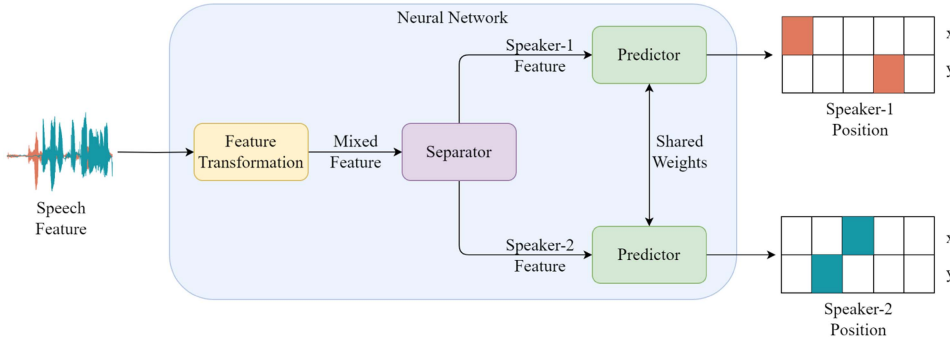 Neural Network
Speaker-1
Feature
Predictor
x
y
Speaker-1
Position
Speech
Feature
Feature
Transformation
Mixed
Feature
Separator
Shared
Weights
Speaker-2
Feature
Predictor
x
y
Speaker-2
Position